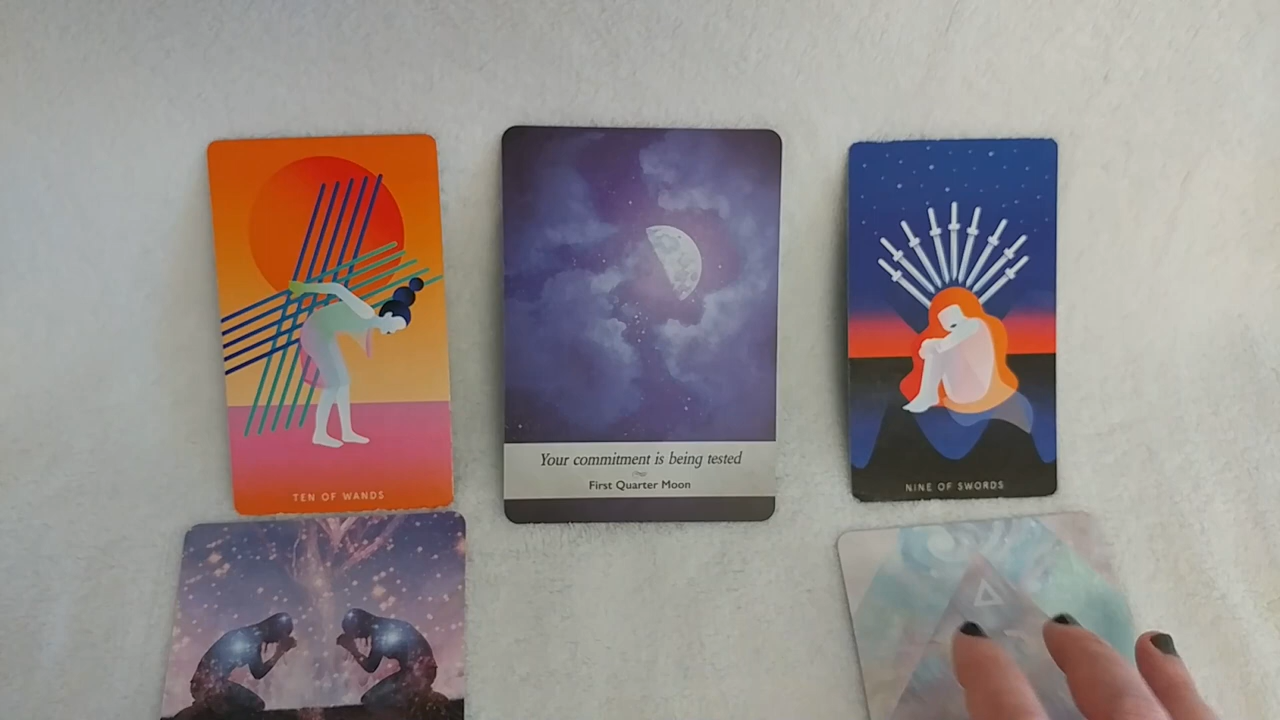 TEN OF WANDS
Your commitment is being tested
First Quarter Moon
NINE OF SWORDS